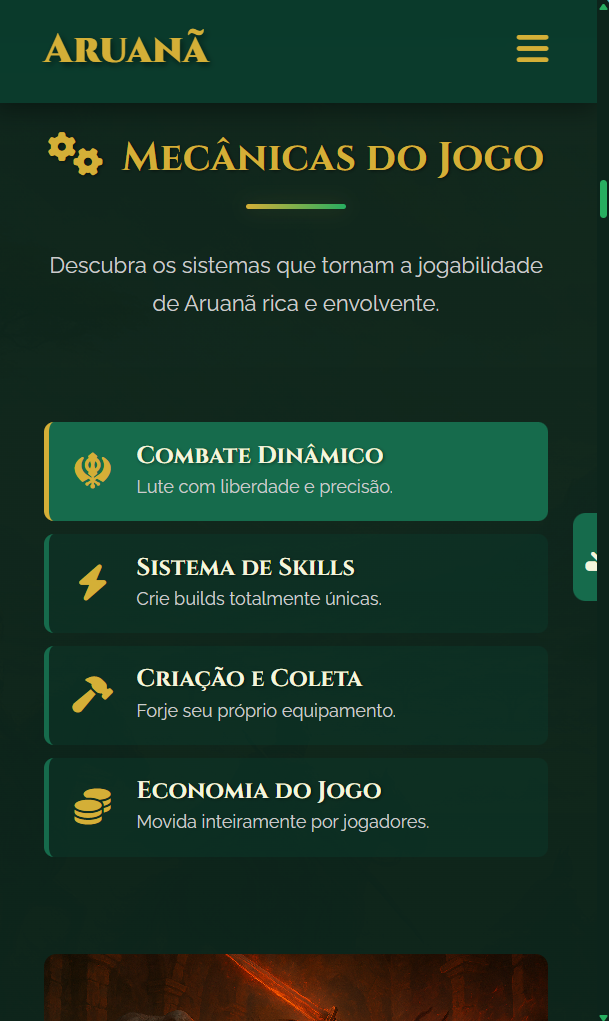 Aruanã
Mecânicas do Jogo
Descubra os sistemas que tornam a jogabilidade
de Aruanã rica e envolvente.
Combate Dinâmico
Lute com liberdade e precisão.
Sistema de Skills
Crie builds totalmente únicas.
Criação e Coleta
Forje seu próprio equipamento.
Economia do Jogo
Movida inteiramente por jogadores.